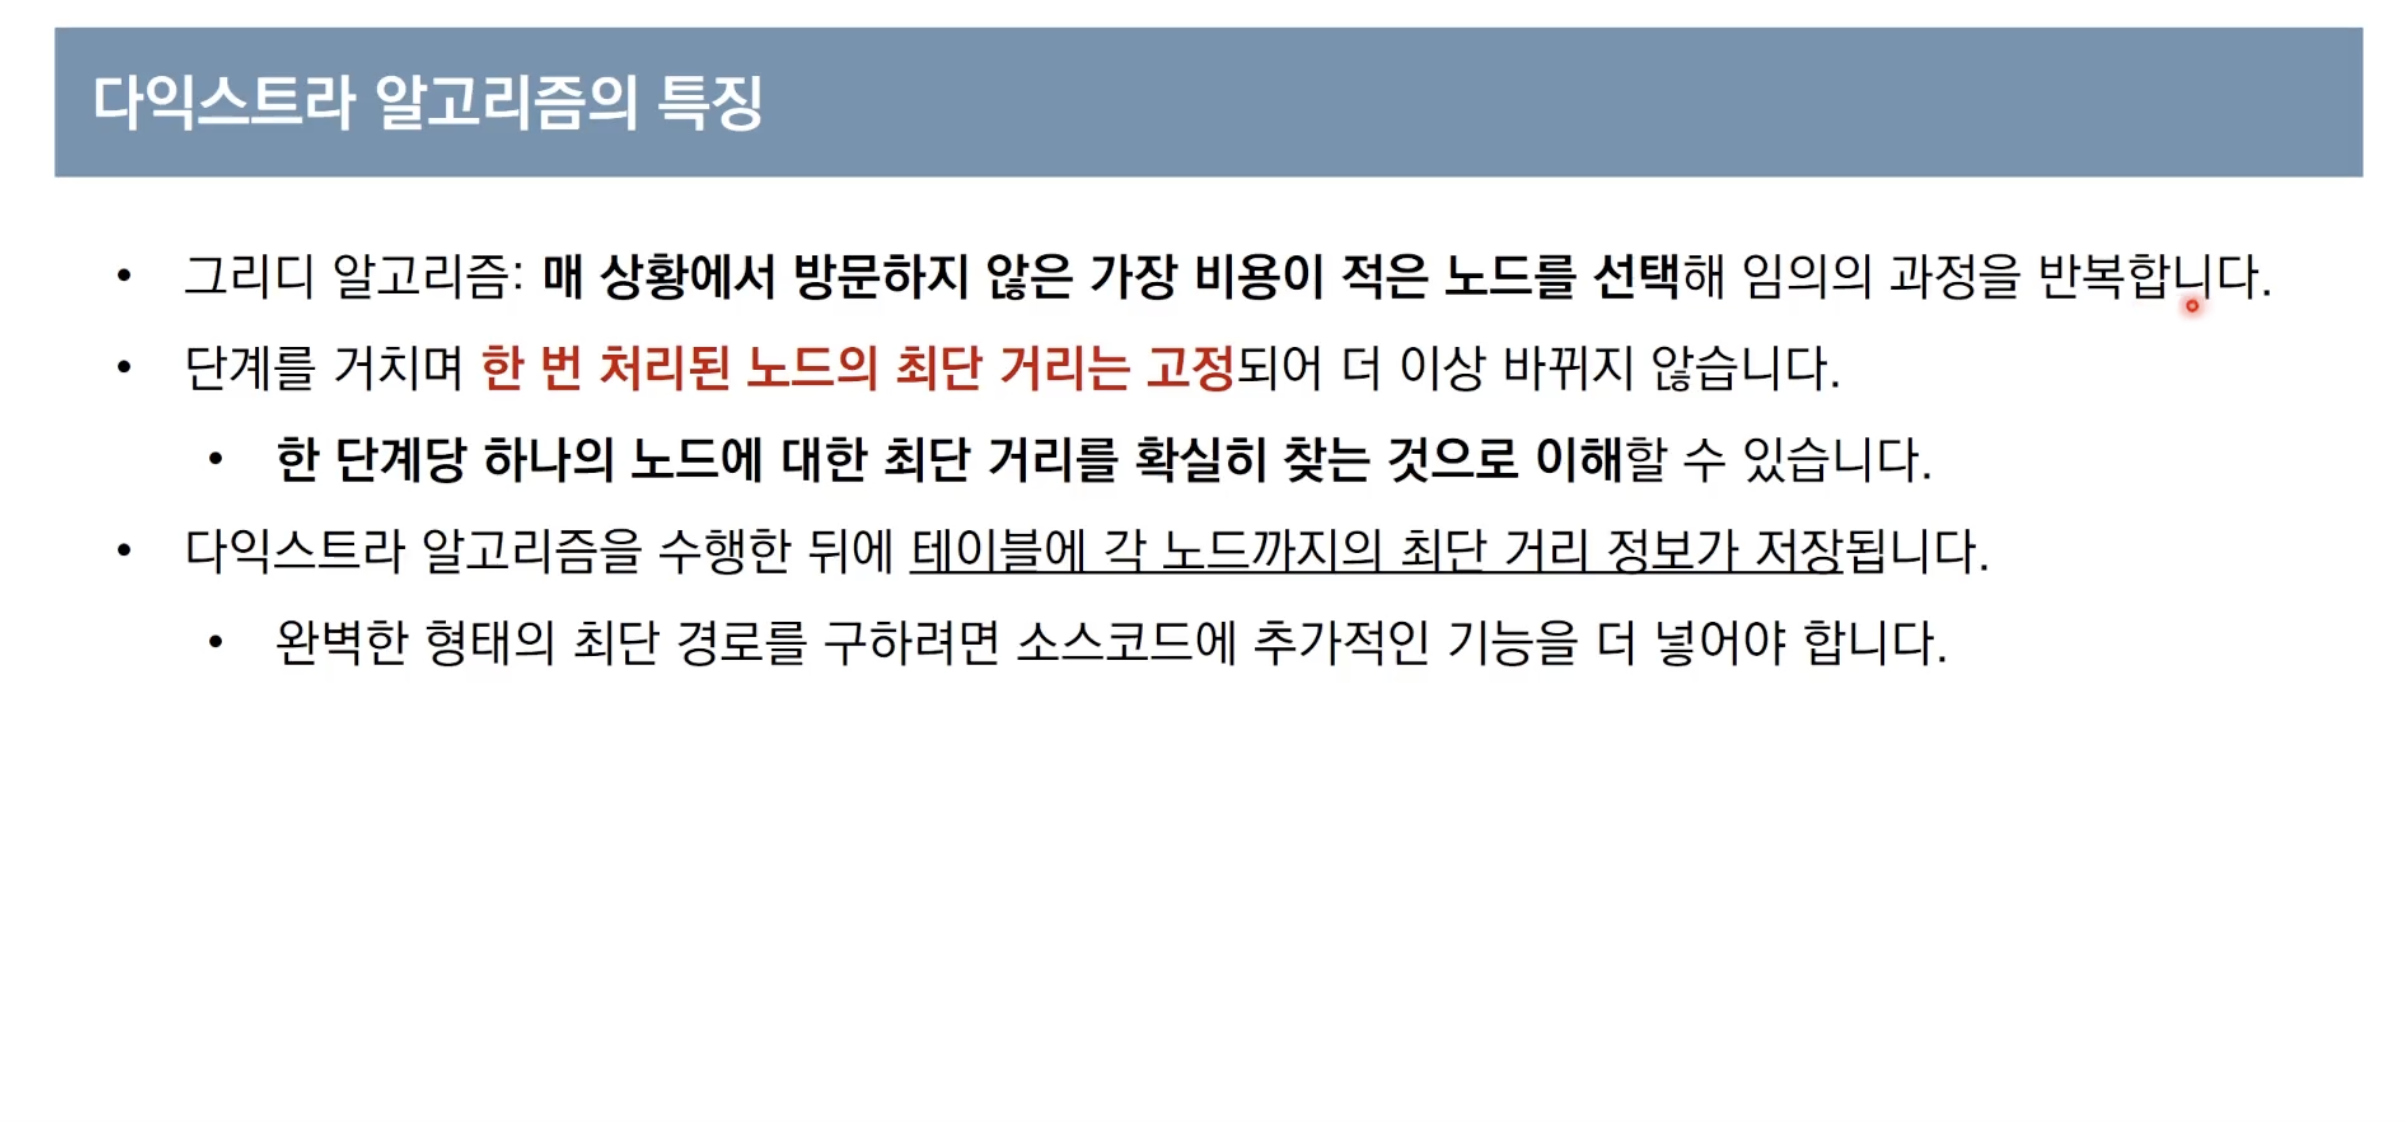 다익스트라 알고리즘의 특징
• 그리디 알고리즘: 매 상황에서 방문하지 않은 가장 비용이 적은 노드를 선택해 임의의 과정을 반복합니다.
• 단계를 거치며 한 번 처리된 노드의 최단 거리는 고정되어 더 이상 바뀌지 않습니다.
• 한 단계당 하나의 노드에 대한 최단 거리를 확실히 찾는 것으로 이해할 수 있습니다.
• 다익스트라 알고리즘을 수행한 뒤에 테이블에 각 노드까지의 최단 거리 정보가 저장됩니다.
• 완벽한 형태의 최단 경로를 구하려면 소스코드에 추가적인 기능을 더 넣어야 합니다.